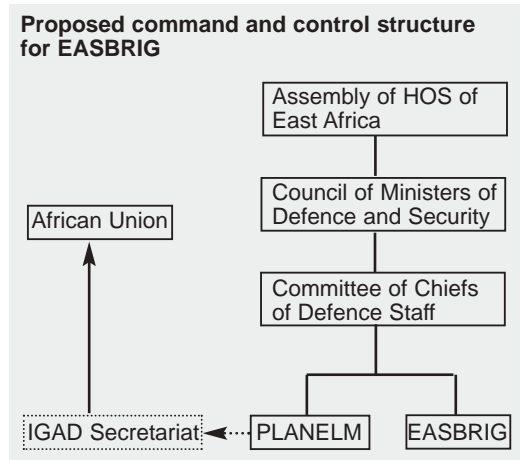 Proposed command and control structure
for EASBRIG
Assembly of HOS of
East Africa
Council of Ministers of
Defence and Security
African Union
Committee of Chiefs
of Defence Staff
IGAD Secretariat
PLANELM
EASBRIG